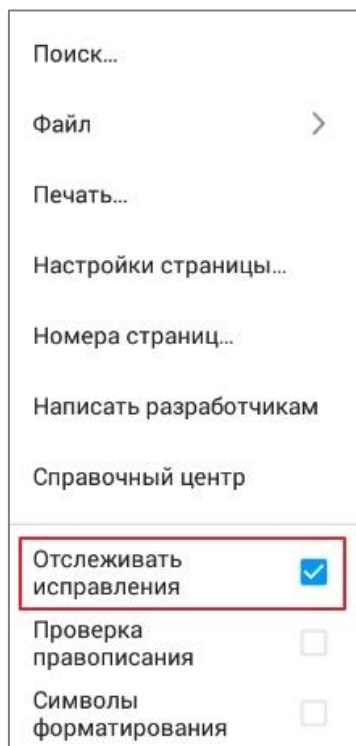 Поиск...
Файл
Печать...
Настройки страницы...
Номера страниц...
Написать разработчикам
Справочный центр
Отслеживать
исправления
Проверка
правописания
Символы
форматирования